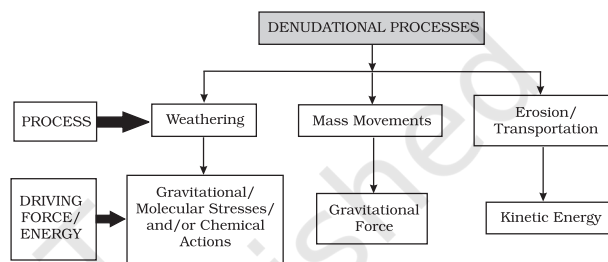 DENUDATIONAL PROCESSES
PROCESS
Weathering
Mass Movements
Erosion/
Transportation
DRIVING
FORCE/
ENERGY
Gravitational/
Molecular Stresses/
and/or Chemical
Actions
Gravitational
Force
Kinetic Energy